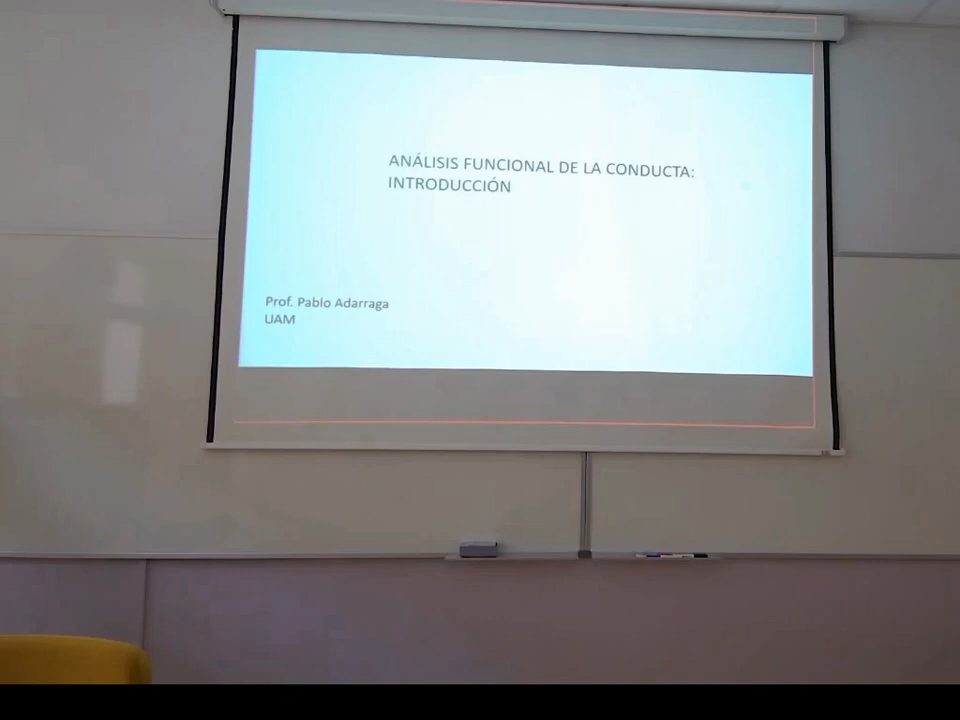 ANÁLISIS FUNCIONAL DE LA CONDUCTA:
INTRODUCCIÓN
Prof. Pablo Adarraga
UAM